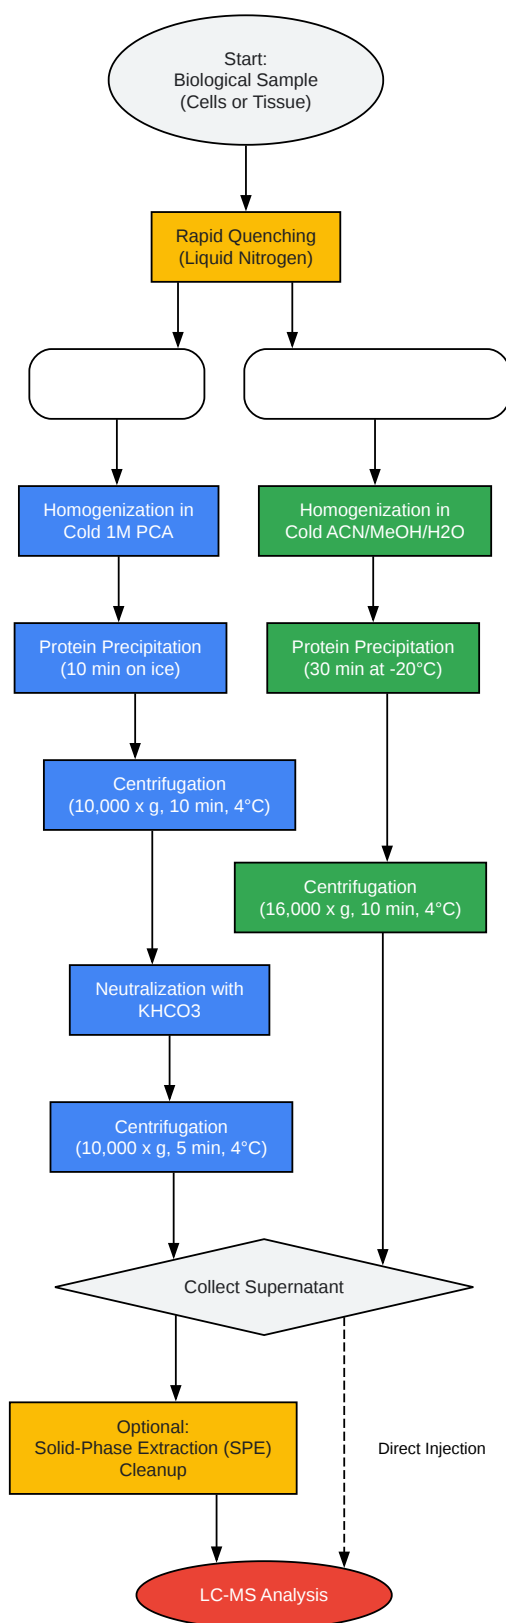 Start:
Biological Sample
(Cells or Tissue)
Rapid Quenching
(Liquid Nitrogen)
Homogenization in
Cold 1M PCA
Homogenization in
Cold ACN/MeOH/H2O
Protein Precipitation
(10 min on ice)
Protein Precipitation
(30 min at -20°C)
Centrifugation
(10,000 x g, 10 min, 4°C)
Centrifugation
(16,000 x g, 10 min, 4°C)
Neutralization with
KHCO3
Centrifugation
(10,000 x g, 5 min, 4°C)
Collect Supernatant
Optional:
Solid-Phase Extraction (SPE)
Cleanup
Direct Injection
LC-MS Analysis